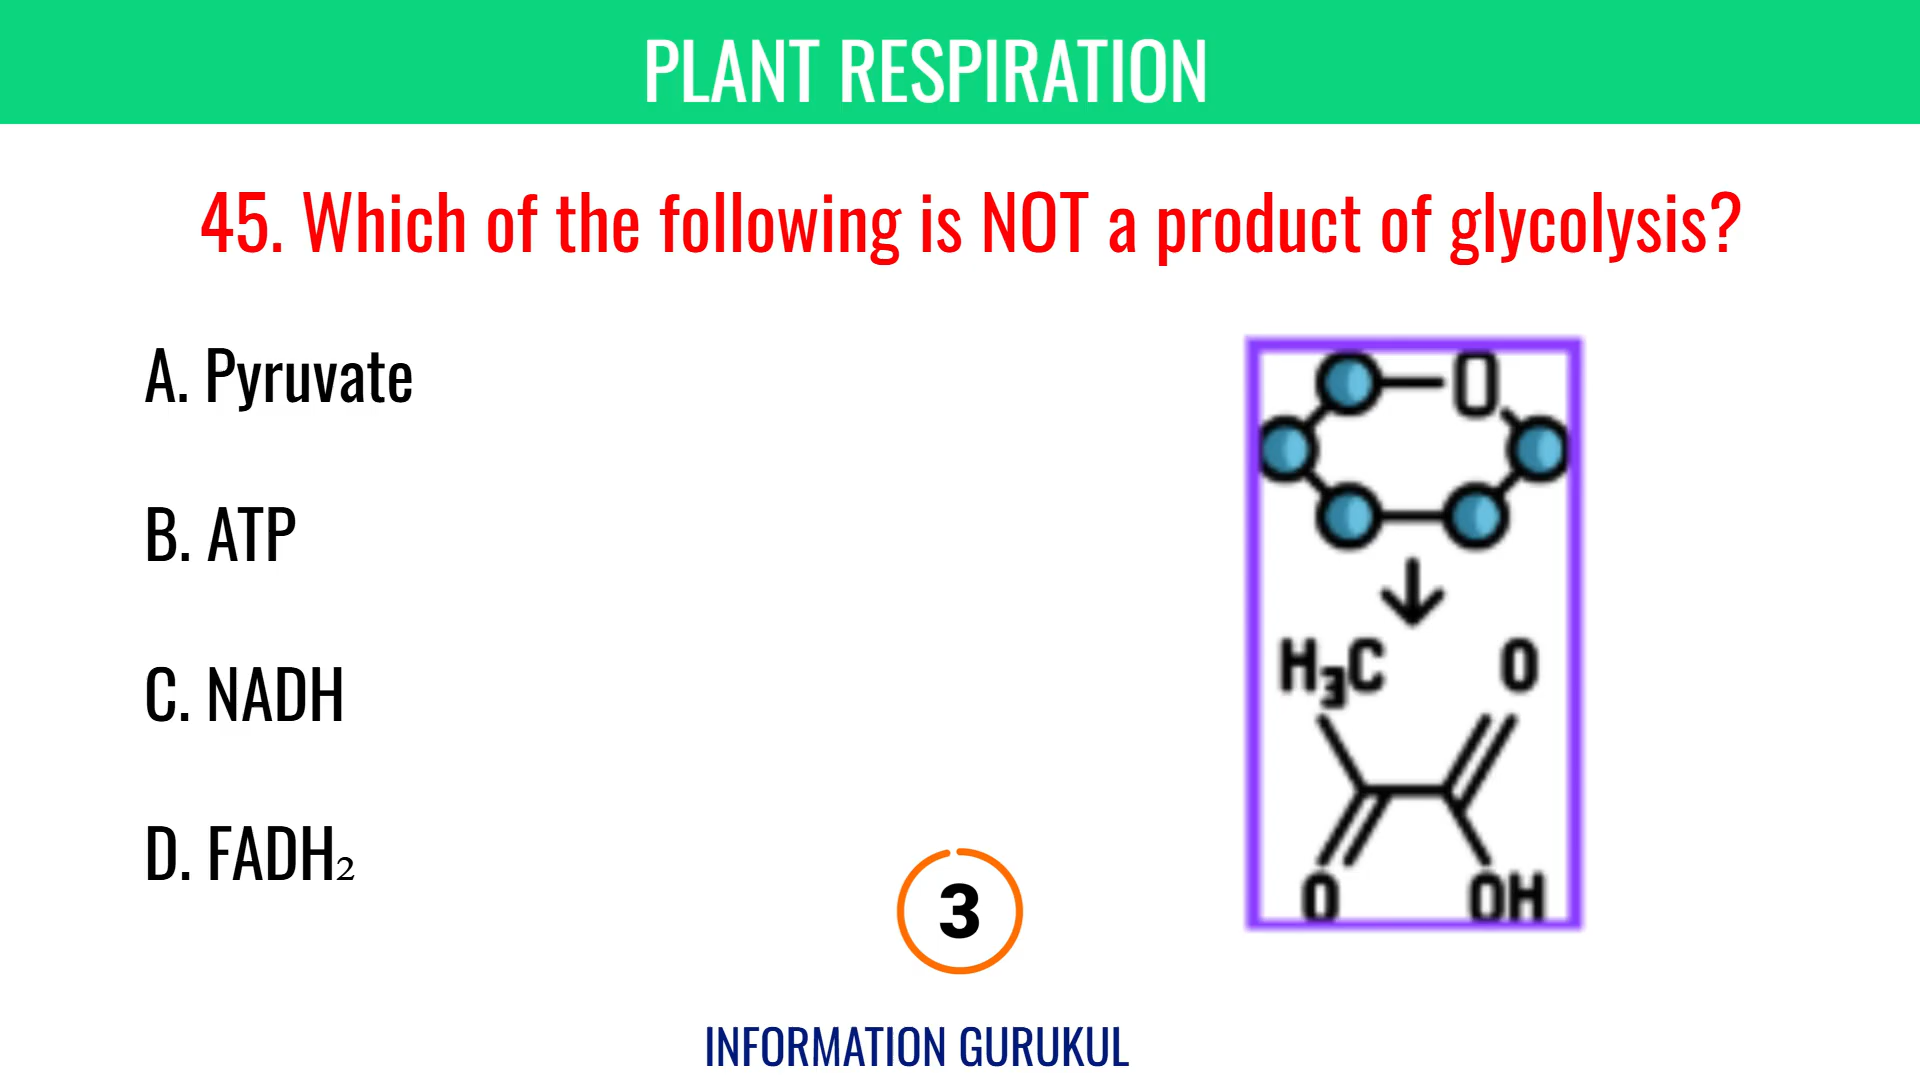 PLANT RESPIRATION
45. Which of the following is NOT a product of glycolysis?
A. Pyruvate
B. ATP
C. NADH
D. FADH₂
O
H₃C O
O OH
3
INFORMATION GURUKUL